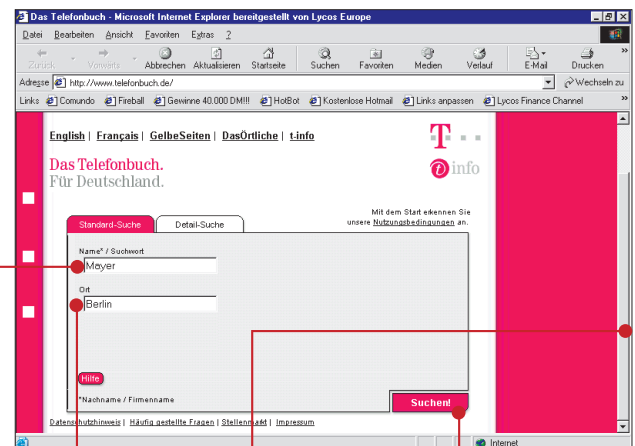 Das Telefonbuch - Microsoft Internet Explorer bereitgestellt von Lycos Europe
Datei Bearbeiten Ansicht Favoriten Extras ?
Zurück Vorwärts Abbrechen Aktualisieren Startseite Suchen Favoriten Medien Verlauf E-Mail Drucken »
Adresse http://www.telefonbuch.de/ Wechseln zu
Links Comundo Fireball Gewinne 40.000 DM!!! HotBot Kostenlose Hotmail Links anpassen Lycos Finance Channel »
English | Français | GelbeSeiten | DasÖrtliche | t-info
T
Das Telefonbuch.
Für Deutschland.
i info
Mit dem Start erkennen Sie
unsere Nutzungsbedingungen an.
Standard-Suche Detail-Suche
Name* / Suchwort
Mayer
Ort
Berlin
Hilfe
*Nachname / Firmenname
Suchen!
Datenschutzhinweis | Häufig gestellte Fragen | Stellenmarkt | Impressum
Internet